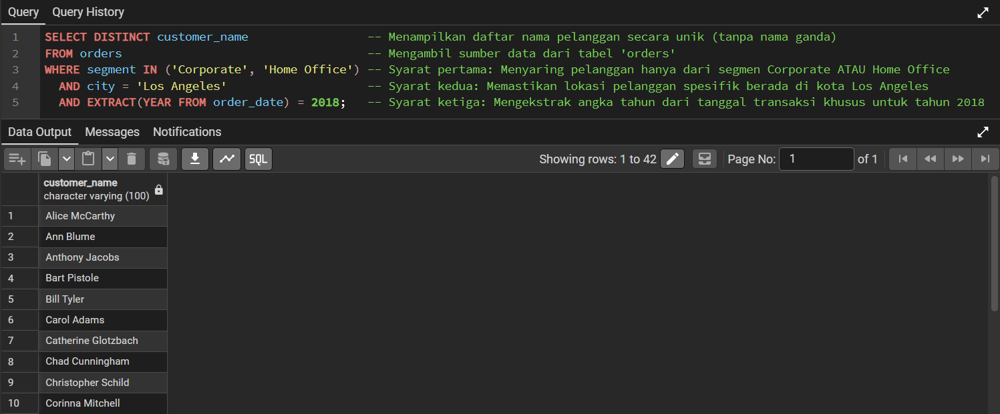 Query Query History
1 SELECT DISTINCT customer_name -- Menampilkan daftar nama pelanggan secara unik (tanpa nama ganda)
2 FROM orders -- Mengambil sumber data dari tabel 'orders'
3 WHERE segment IN ('Corporate', 'Home Office') -- Syarat pertama: Menyaring pelanggan hanya dari segmen Corporate ATAU Home Office
4 AND city = 'Los Angeles' -- Syarat kedua: Memastikan lokasi pelanggan spesifik berada di kota Los Angeles
5 AND EXTRACT(YEAR FROM order_date) = 2018; -- Syarat ketiga: Mengekstrak angka tahun dari tanggal transaksi khusus untuk tahun 2018
Data Output Messages Notifications
SQL Showing rows: 1 to 42 Page No: 1 of 1
customer_name
character varying (100)
1 Alice McCarthy
2 Ann Blume
3 Anthony Jacobs
4 Bart Pistole
5 Bill Tyler
6 Carol Adams
7 Catherine Glotzbach
8 Chad Cunningham
9 Christopher Schild
10 Corinna Mitchell